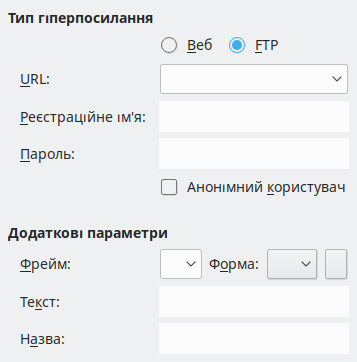 Тип гіперпосилання
Веб FTP
URL:
Реєстраційне ім'я:
Пароль:
Анонімний користувач
Додаткові параметри
Фрейм: Форма:
Текст:
Назва: